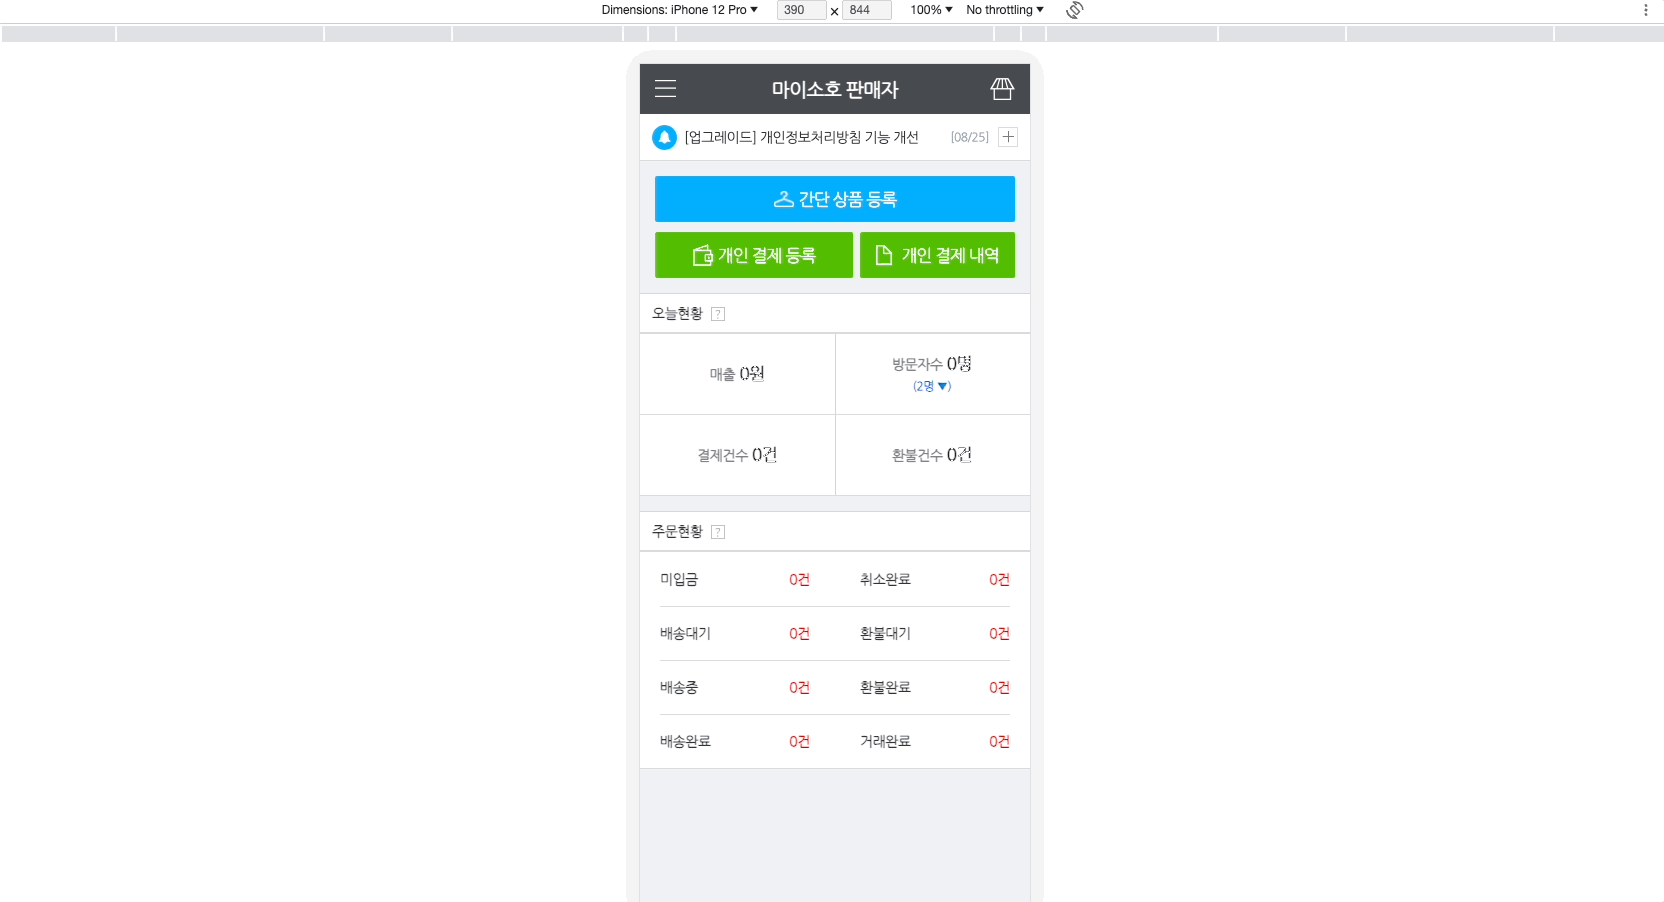 Dimensions: iPhone 12 Pro ▼ 390 × 844 100% ▼ No throttling ▼
마이소호 판매자
[업그레이드] 개인정보처리방침 기능 개선 [08/25]
간단 상품 등록
개인 결제 등록 개인 결제 내역
오늘현황 ?
매출 0원 방문자수 0명
(2명 ▼)
결제건수 0건 환불건수 0건
주문현황 ?
미입금 0건 취소완료 0건
배송대기 0건 환불대기 0건
배송중 0건 환불완료 0건
배송완료 0건 거래완료 0건